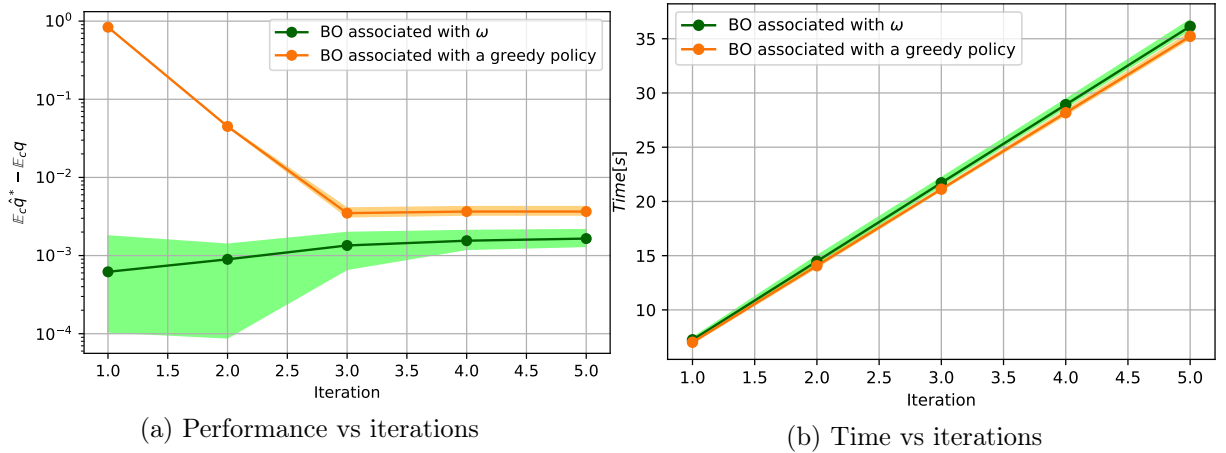 10⁰
10⁻¹
10⁻²
10⁻³
10⁻⁴
𝔼_c q̂* − 𝔼_c q
BO associated with ω
BO associated with a greedy policy
1.0 1.5 2.0 2.5 3.0 3.5 4.0 4.5 5.0
Iteration
(a) Performance vs iterations
35
30
25
20
15
10
Time[s]
BO associated with ω
BO associated with a greedy policy
1.0 1.5 2.0 2.5 3.0 3.5 4.0 4.5 5.0
Iteration
(b) Time vs iterations